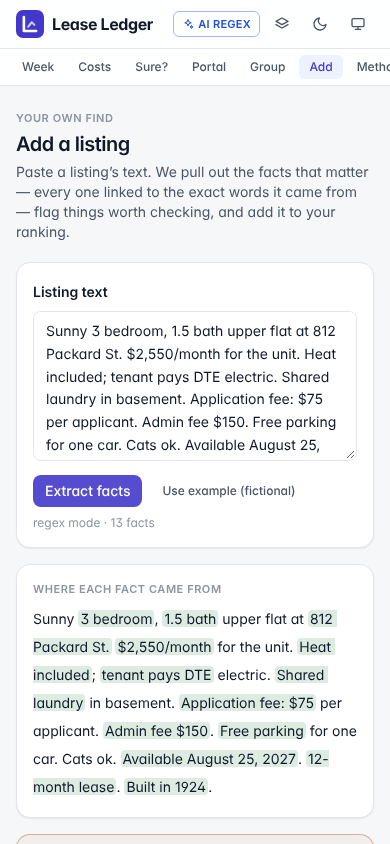 Lease Ledger
AI REGEX
Week Costs Sure? Portal Group Add Metho
YOUR OWN FIND
Add a listing
Paste a listing’s text. We pull out the facts that matter
— every one linked to the exact words it came from
— flag things worth checking, and add it to your
ranking.
Listing text
Sunny 3 bedroom, 1.5 bath upper flat at 812
Packard St. $2,550/month for the unit. Heat
included; tenant pays DTE electric. Shared
laundry in basement. Application fee: $75
per applicant. Admin fee $150. Free parking
for one car. Cats ok. Available August 25,
Extract facts
Use example (fictional)
regex mode · 13 facts
WHERE EACH FACT CAME FROM
Sunny 3 bedroom, 1.5 bath upper flat at 812
Packard St. $2,550/month for the unit. Heat
included; tenant pays DTE electric. Shared
laundry in basement. Application fee: $75 per
applicant. Admin fee $150. Free parking for one
car. Cats ok. Available August 25, 2027. 12-
month lease. Built in 1924.